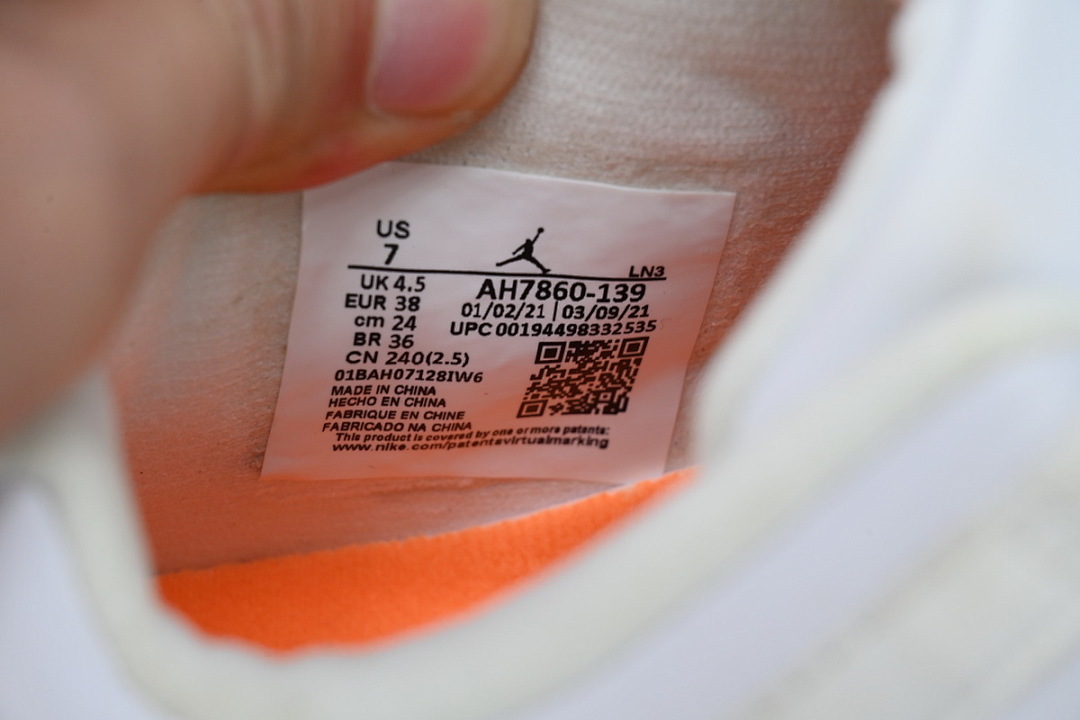 US
7
LN3
UK 4.5
EUR 38
cm 24
BR 36
CN 240(2.5)
01BAH07128IW6
AH7860-139
01/02/21 | 03/09/21
UPC 00194498332535
MADE IN CHINA
HECHO EN CHINA
FABRIQUE EN CHINE
FABRICADO NA CHINA
This product is covered by one or more patents:
www.nike.com/patentavirtualmarking